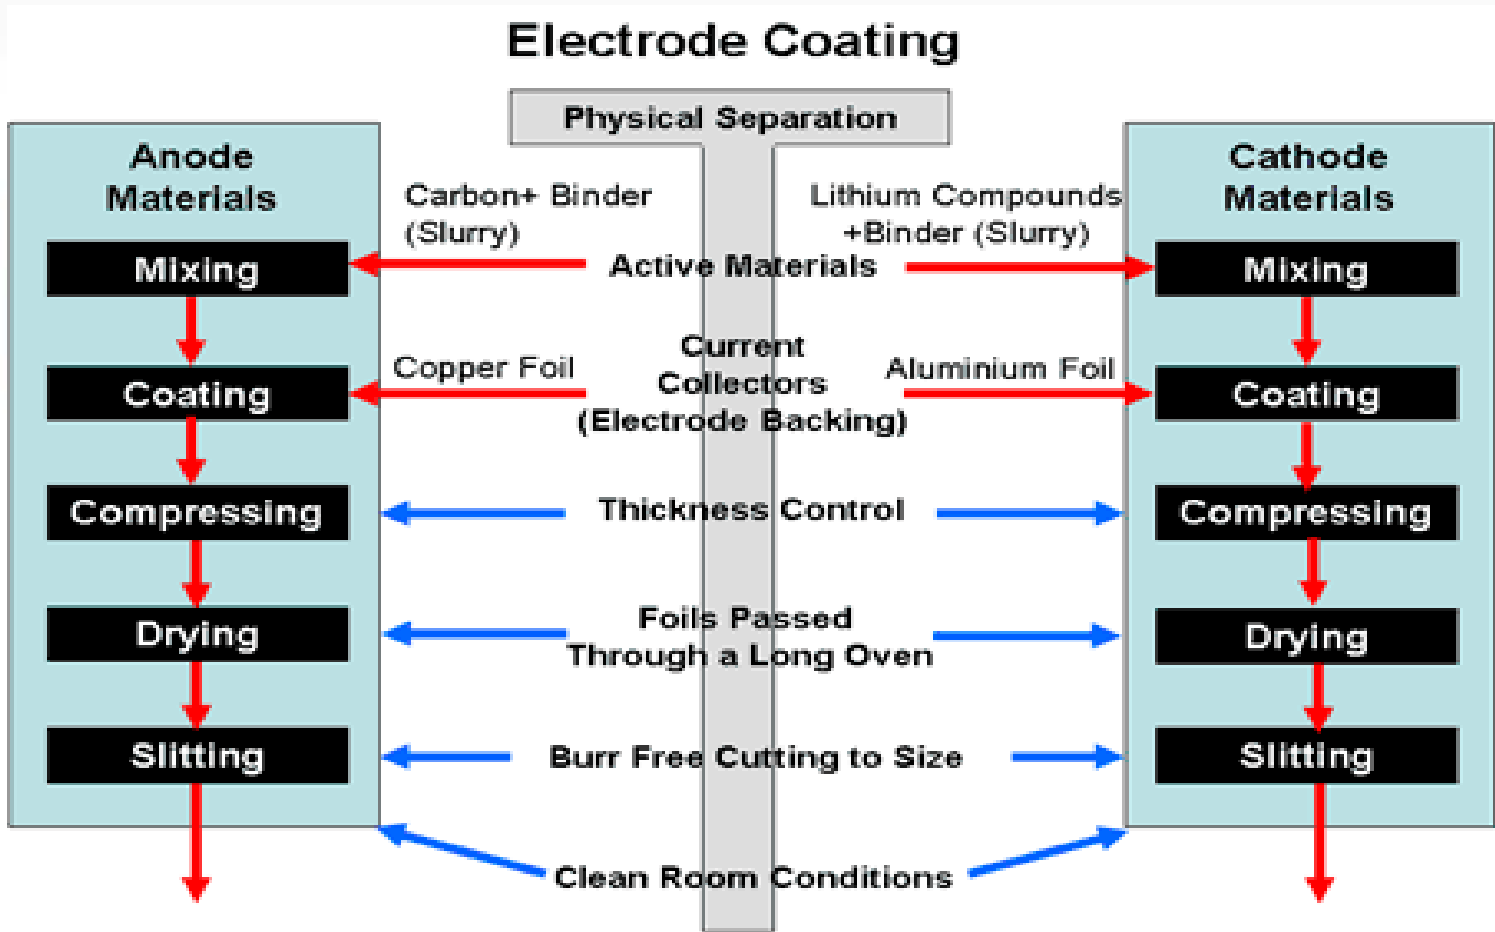 Electrode Coating
Physical Separation
Anode
Materials
Cathode
Materials
Carbon+ Binder
(Slurry)
Lithium Compounds
+Binder (Slurry)
Mixing
Active Materials
Mixing
Coating
Copper Foil
Current
Collectors
(Electrode Backing)
Aluminium Foil
Coating
Compressing
Thickness Control
Compressing
Drying
Foils Passed
Through a Long Oven
Drying
Slitting
Burr Free Cutting to Size
Slitting
Clean Room Conditions